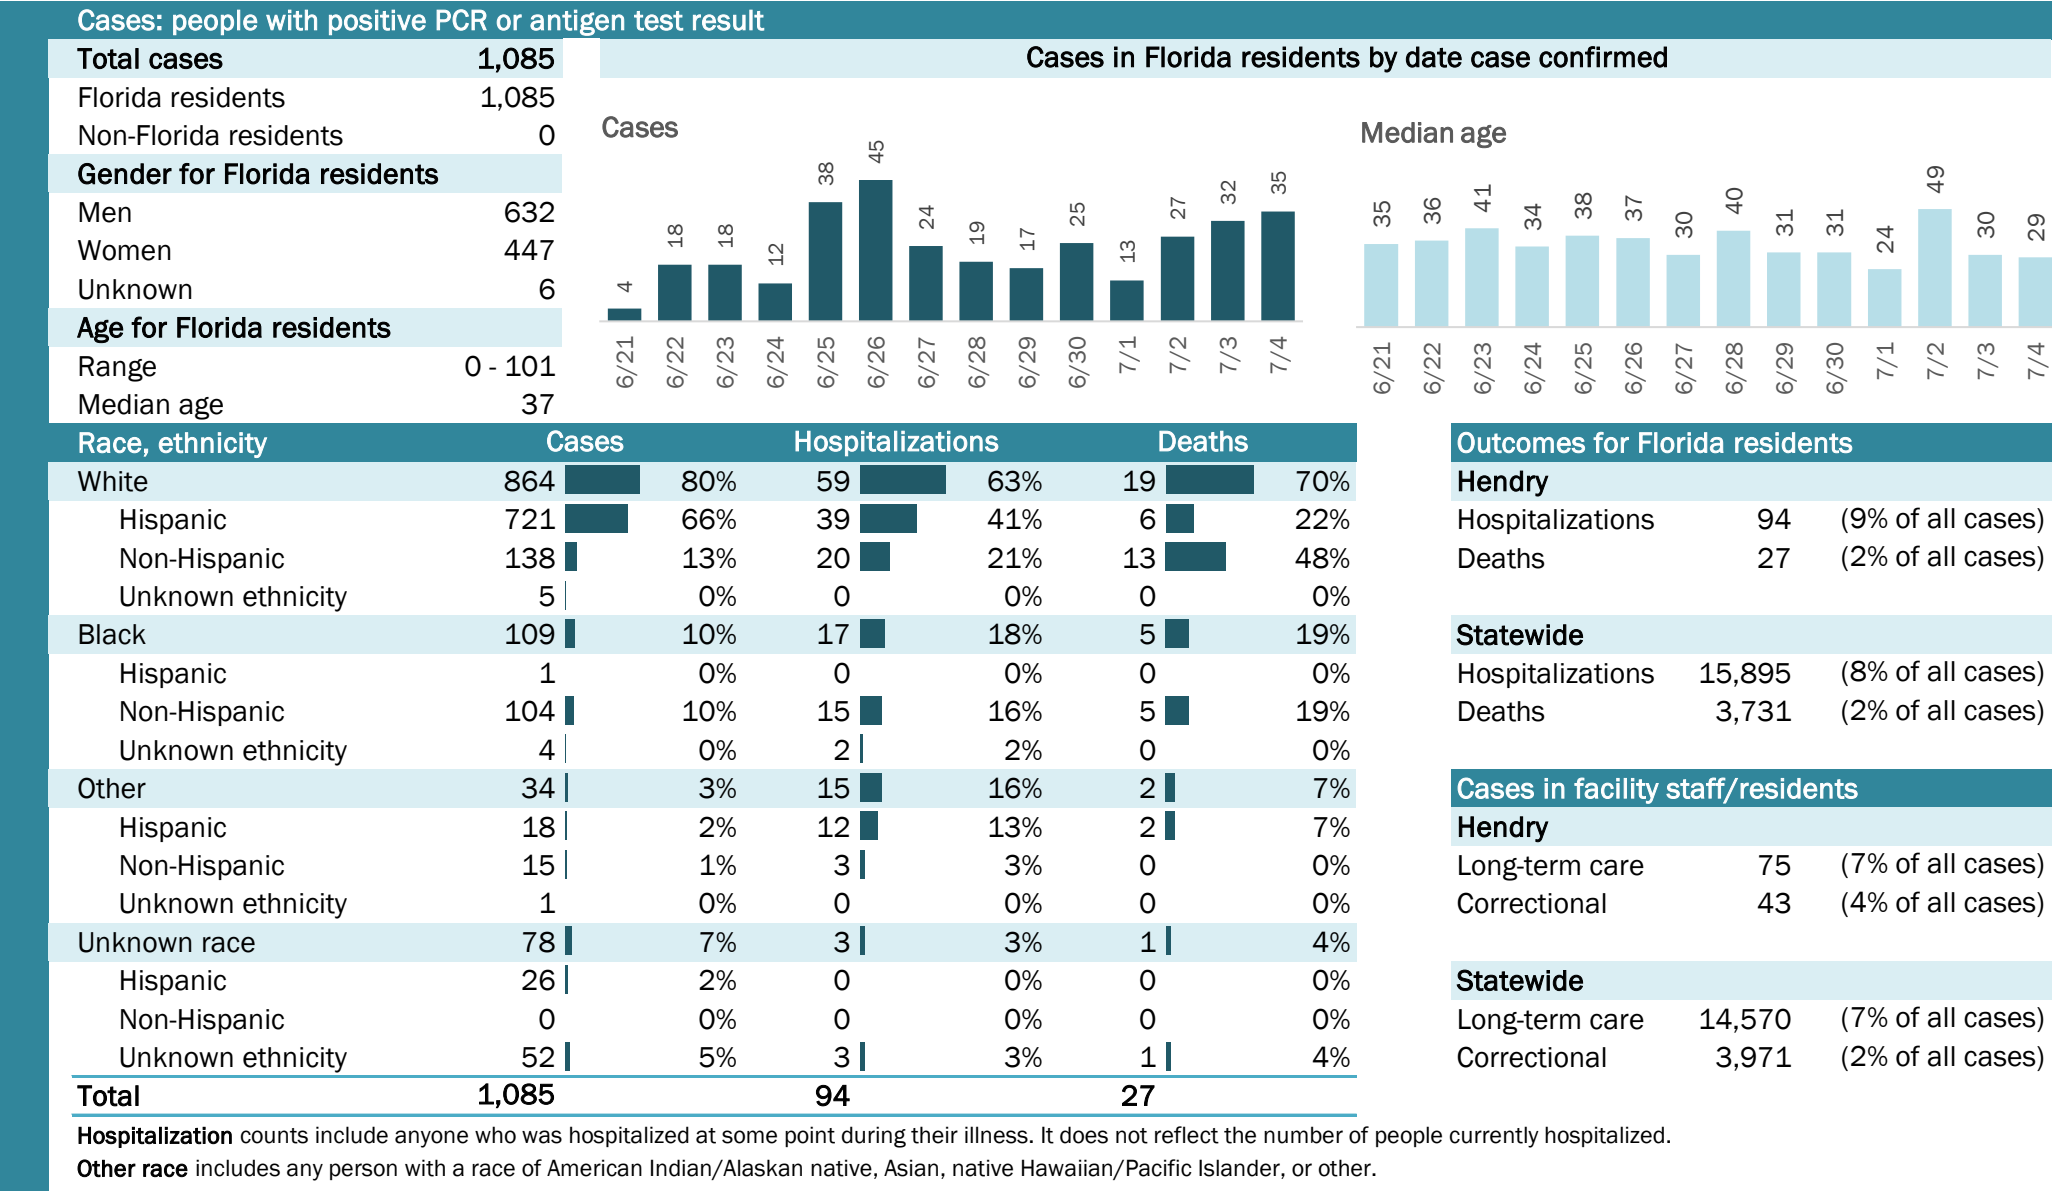 Cases: people with positive PCR or antigen test result
Total cases 1,085
Florida residents 1,085
Non-Florida residents 0
Gender for Florida residents
Men 632
Women 447
Unknown 6
Age for Florida residents
Range 0 - 101
Median age 37
Cases in Florida residents by date case confirmed
Cases
4 18 18 12 38 45 24 19 17 25 13 27 32 35
6/21 6/22 6/23 6/24 6/25 6/26 6/27 6/28 6/29 6/30 7/1 7/2 7/3 7/4
Median age
35 36 41 34 38 37 30 40 31 31 24 49 30 29
6/21 6/22 6/23 6/24 6/25 6/26 6/27 6/28 6/29 6/30 7/1 7/2 7/3 7/4
Race, ethnicity Cases Hospitalizations Deaths
White 864 80% 59 63% 19 70%
Hispanic 721 66% 39 41% 6 22%
Non-Hispanic 138 13% 20 21% 13 48%
Unknown ethnicity 5 0% 0 0% 0 0%
Black 109 10% 17 18% 5 19%
Hispanic 1 0% 0 0% 0 0%
Non-Hispanic 104 10% 15 16% 5 19%
Unknown ethnicity 4 0% 2 2% 0 0%
Other 34 3% 15 16% 2 7%
Hispanic 18 2% 12 13% 2 7%
Non-Hispanic 15 1% 3 3% 0 0%
Unknown ethnicity 1 0% 0 0% 0 0%
Unknown race 78 7% 3 3% 1 4%
Hispanic 26 2% 0 0% 0 0%
Non-Hispanic 0 0% 0 0% 0 0%
Unknown ethnicity 52 5% 3 3% 1 4%
Total 1,085 94 27
Outcomes for Florida residents
Hendry
Hospitalizations 94 (9% of all cases)
Deaths 27 (2% of all cases)
Statewide
Hospitalizations 15,895 (8% of all cases)
Deaths 3,731 (2% of all cases)
Cases in facility staff/residents
Hendry
Long-term care 75 (7% of all cases)
Correctional 43 (4% of all cases)
Statewide
Long-term care 14,570 (7% of all cases)
Correctional 3,971 (2% of all cases)
Hospitalization counts include anyone who was hospitalized at some point during their illness. It does not reflect the number of people currently hospitalized.
Other race includes any person with a race of American Indian/Alaskan native, Asian, native Hawaiian/Pacific Islander, or other.